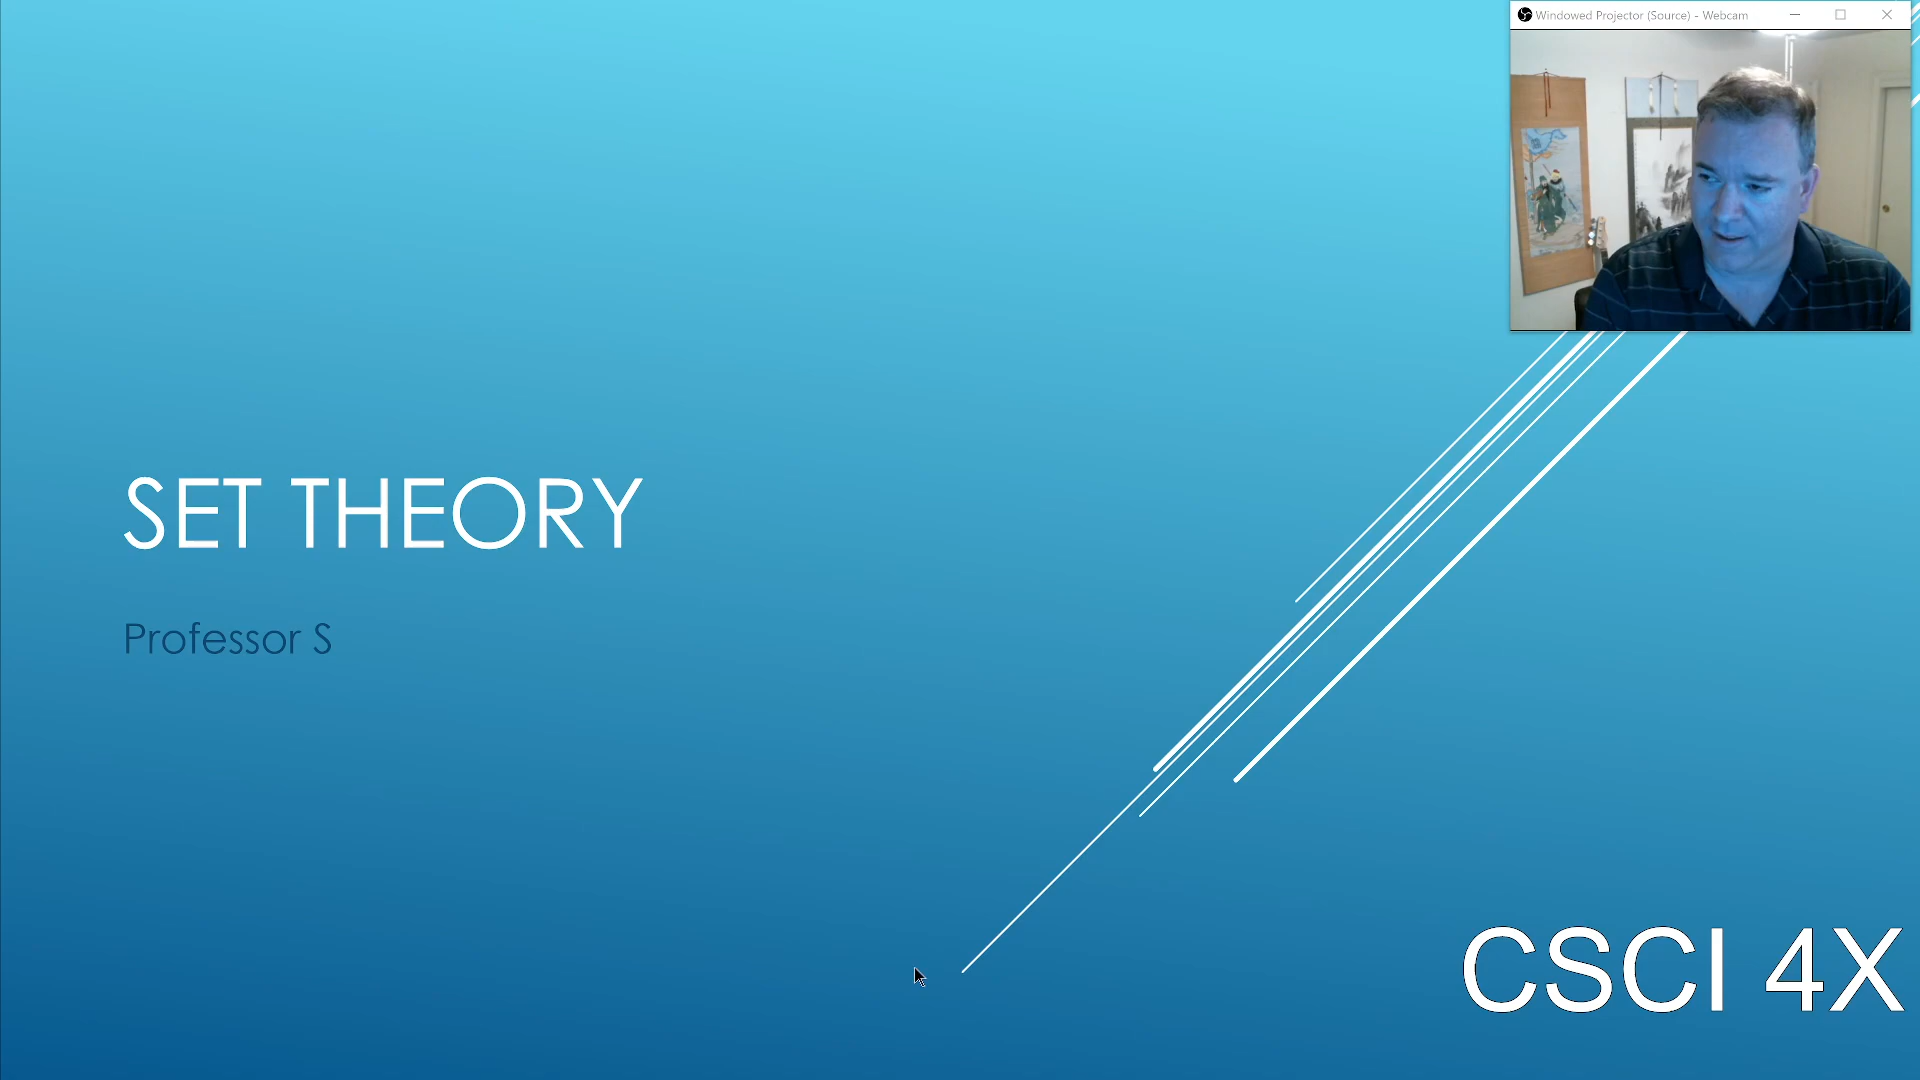 Windowed Projector (Source) - Webcam
SET THEORY
Professor S
CSCI 4X